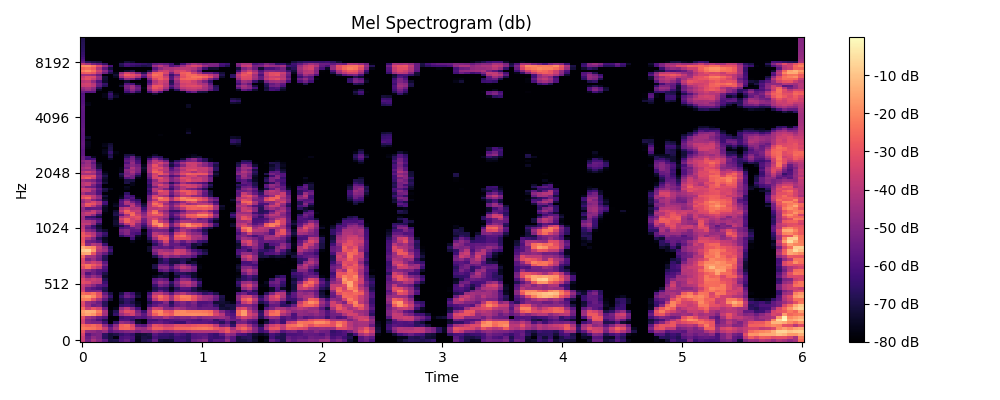 Mel Spectrogram (db)
8192
4096
2048
1024
512
0
Hz
0 1 2 3 4 5 6
Time
-10 dB
-20 dB
-30 dB
-40 dB
-50 dB
-60 dB
-70 dB
-80 dB